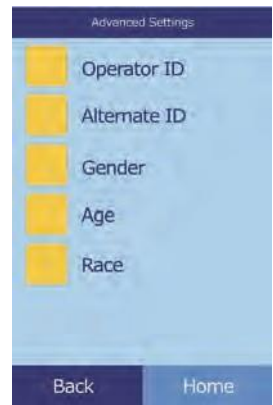 Advanced Settings
Operator ID
Alternate ID
Gender
Age
Race
Back
Home